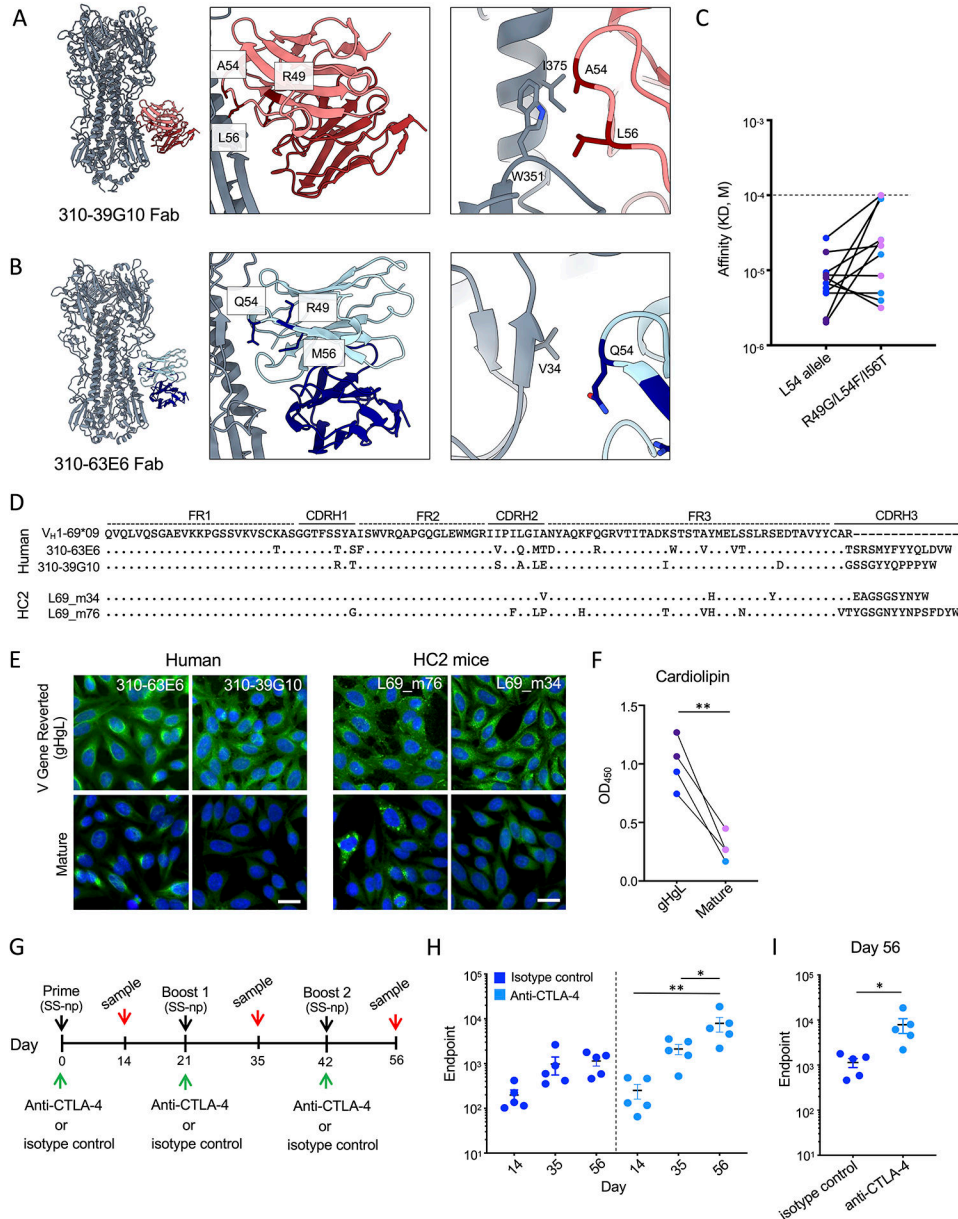 A
A54
R49
L56
310-39G10 Fab
I375
A54
L56
W351
B
Q54
R49
M56
310-63E6 Fab
V34
Q54
C
Affinity (KD, M)
10-3
10-4
10-5
10-6
L54 allele
R49G/L54F/I56T
D
FR1 CDRH1 FR2 CDRH2 FR3 CDRH3
Human
VH1-69*09 QVQLVQSGAEVKKPGSSVKVSCKASGGTFSSYAISWVRQAPGQGLEWMGRIIPILGIANYAQKFQGRVTITADKSTSTAYMELSSLRSEDTAVYYCAR--------------
310-63E6 .......................K......T.SF.................V..Q.MTD.....R.........W...V...VT..............TSRSMYFYYQLDVW
310-39G10 ..............................R.T..................S..A.LE...............I..............D.........GSSGYYQPPPYW
HC2
L69_m34 .........................................................V.....................H.......Y..........EAGSGSYNYW
L69_m76 ................................G....................F..LP....K..........T....VH...N.............VTYGSGNYYNPSFDYW
E
Human
HC2 mice
310-63E6
310-39G10
L69_m76
L69_m34
V Gene Reverted
(gHgL)
Mature
F
Cardiolipin
**
OD450
1.5
1.0
0.5
0.0
gHgL
Mature
G
Prime
(SS-np)
sample
Boost 1
(SS-np)
sample
Boost 2
(SS-np)
sample
Day
0
14
21
35
42
56
Anti-CTLA-4
or
isotype control
Anti-CTLA-4
or
isotype control
Anti-CTLA-4
or
isotype control
H
Isotype control
Anti-CTLA-4
*
**
Endpoint
105
104
103
102
101
14
35
56
14
35
56
Day
I
Day 56
*
Endpoint
105
104
103
102
101
isotype control
anti-CTLA-4